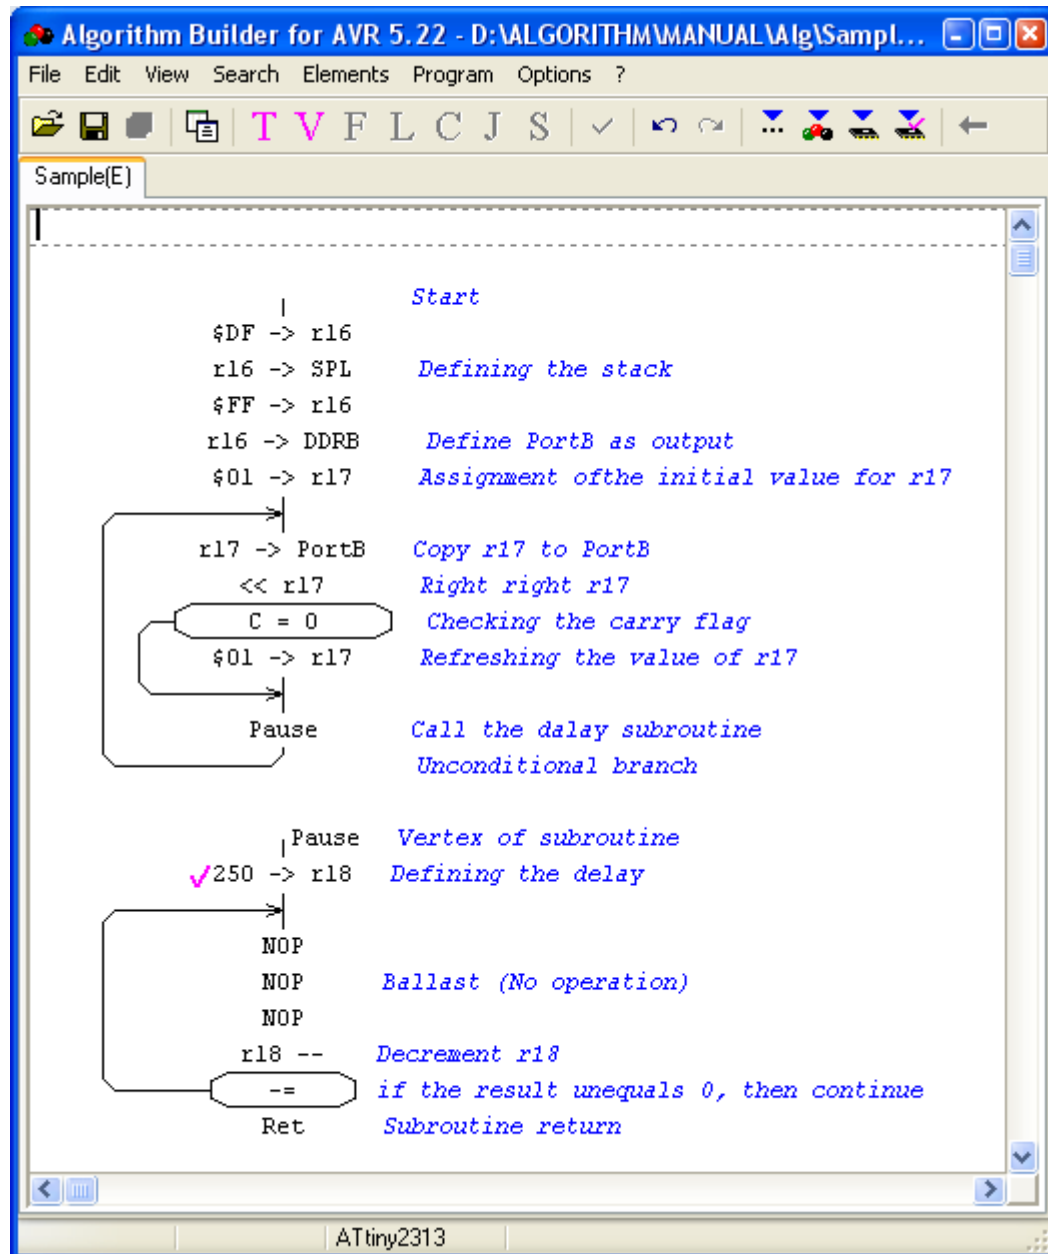 Algorithm Builder for AVR 5.22 - D:\ALGORITHM\MANUAL\Alg\Sampl...
File Edit View Search Elements Program Options ?
T V F L C J S
Sample(E)
Start
$DF -> r16
r16 -> SPL Defining the stack
$FF -> r16
r16 -> DDRB Define PortB as output
$01 -> r17 Assignment ofthe initial value for r17
r17 -> PortB Copy r17 to PortB
<< r17 Right right r17
C = 0 Checking the carry flag
$01 -> r17 Refreshing the value of r17
Pause Call the dalay subroutine
Unconditional branch
Pause Vertex of subroutine
250 -> r18 Defining the delay
NOP
NOP Ballast (No operation)
NOP
r18 -- Decrement r18
-= if the result unequals 0, then continue
Ret Subroutine return
ATtiny2313